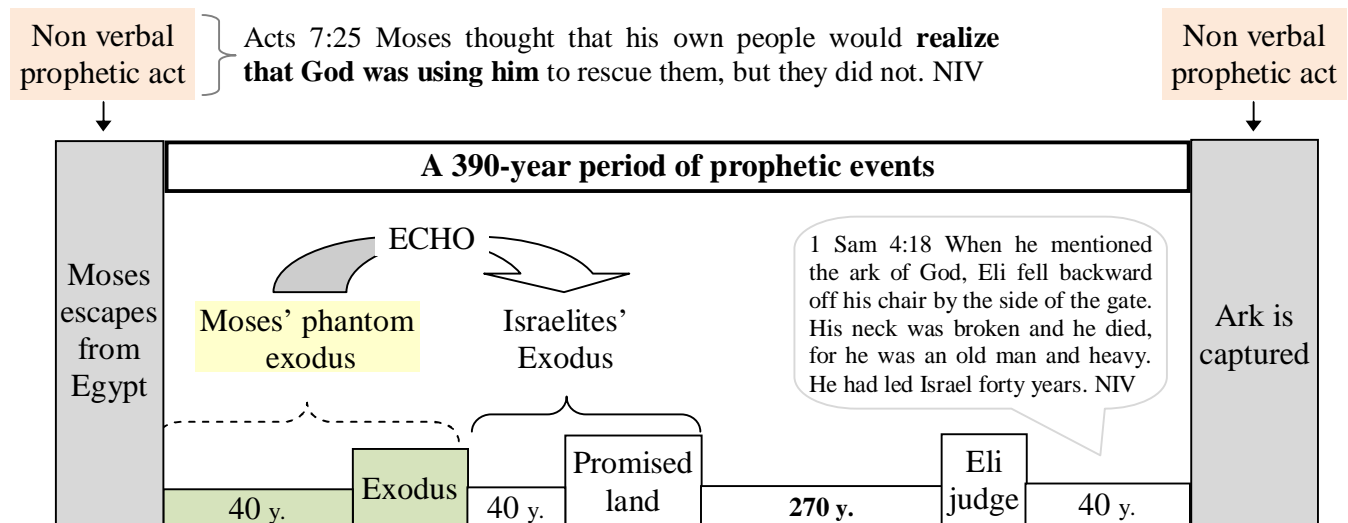 Non verbal
prophetic act
Acts 7:25 Moses thought that his own people would realize
that God was using him to rescue them, but they did not. NIV
Non verbal
prophetic act
A 390-year period of prophetic events
Moses
escapes
from
Egypt
ECHO
Moses’ phantom
exodus
Israelites’
Exodus
1 Sam 4:18 When he mentioned
the ark of God, Eli fell backward
off his chair by the side of the gate.
His neck was broken and he died,
for he was an old man and heavy.
He had led Israel forty years. NIV
Ark is
captured
40 y.
Exodus
40 y.
Promised
land
270 y.
Eli
judge
40 y.